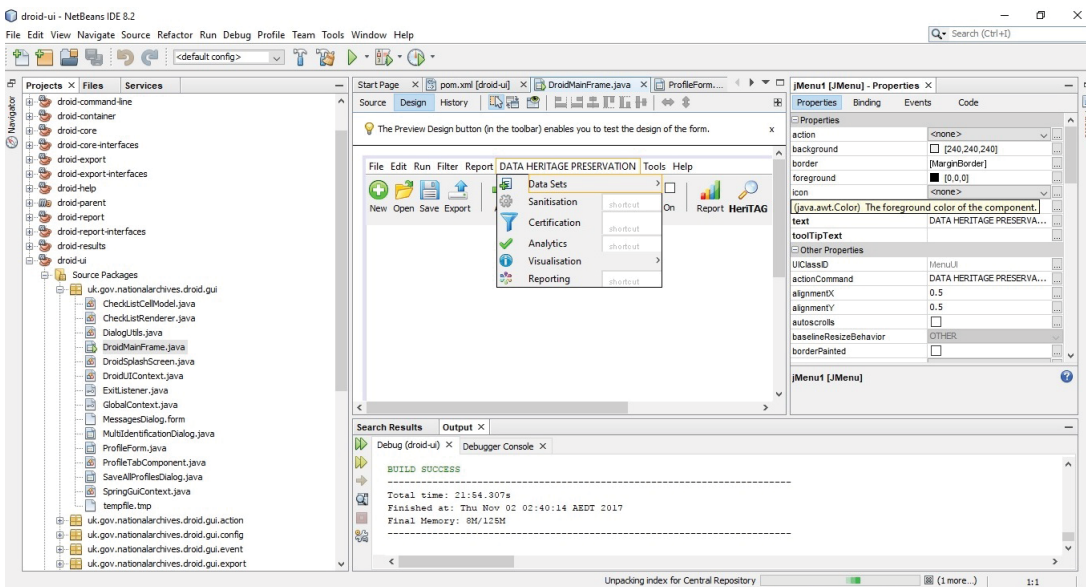 droid-ui - NetBeans IDE 8.2
File Edit View Navigate Source Refactor Run Debug Profile Team Tools Window Help
Search (Ctrl+I)
<default config>
Projects Files Services
Navigator
droid-command-line
droid-container
droid-core
droid-core-interfaces
droid-export
droid-export-interfaces
droid-help
droid-parent
droid-report
droid-report-interfaces
droid-results
droid-ui
Source Packages
uk.gov.nationalarchives.droid.gui
CheckListCellModel.java
CheckListRenderer.java
DialogUtils.java
DroidMainFrame.java
DroidSplashScreen.java
DroidUIContext.java
ExitListener.java
GlobalContext.java
MessagesDialog.form
MultiIdentificationDialog.java
ProfileForm.java
ProfileTabComponent.java
SaveAllProfilesDialog.java
SpringGuiContext.java
tempfile.tmp
uk.gov.nationalarchives.droid.gui.action
uk.gov.nationalarchives.droid.gui.config
uk.gov.nationalarchives.droid.gui.event
uk.gov.nationalarchives.droid.gui.export
Start Page pom.xml [droid-ui] DroidMainFrame.java ProfileForm....
Source Design History
The Preview Design button (in the toolbar) enables you to test the design of the form. x
File Edit Run Filter Report DATA HERITAGE PRESERVATION Tools Help
New Open Save Export On Report HeriTAG
Data Sets
Sanitisation shortcut
Certification shortcut
Analytics shortcut
Visualisation
Reporting shortcut
jMenu1 [JMenu] - Properties
Properties Binding Events Code
Properties
action <none>
background [240,240,240]
border [MarginBorder]
foreground [0,0,0]
icon <none>
(java.awt.Color) The foreground color of the component.
text DATA HERITAGE PRESERVA...
toolTipText
Other Properties
UIClassID MenuUI
actionCommand DATA HERITAGE PRESERVA...
alignmentX 0.5
alignmentY 0.5
autoscrolls
baselineResizeBehavior OTHER
borderPainted
jMenu1 [JMenu]
Search Results Output
Debug (droid-ui) Debugger Console
BUILD SUCCESS
------------------------------------------------------------------------
Total time: 21:54.307s
Finished at: Thu Nov 02 02:40:14 AEDT 2017
Final Memory: 8M/125M
------------------------------------------------------------------------
Unpacking index for Central Repository (1 more...) 1:1